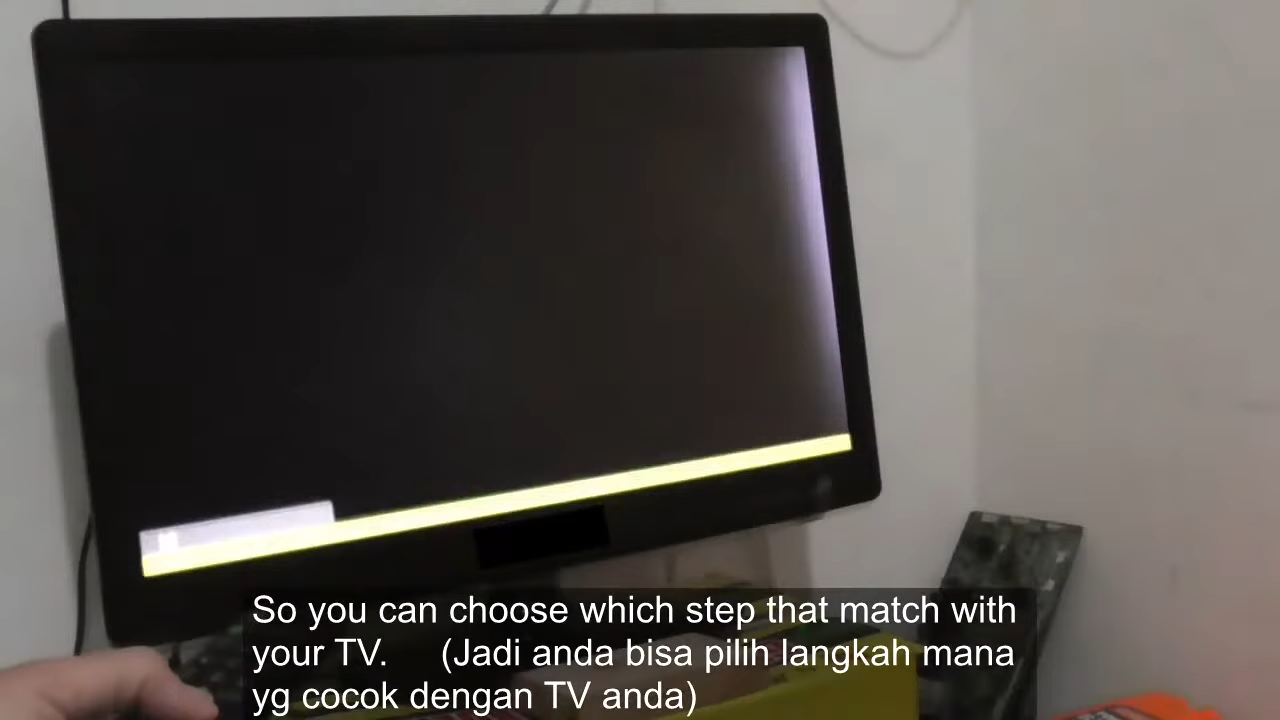 So you can choose which step that match with
your TV. (Jadi anda bisa pilih langkah mana
yg cocok dengan TV anda)